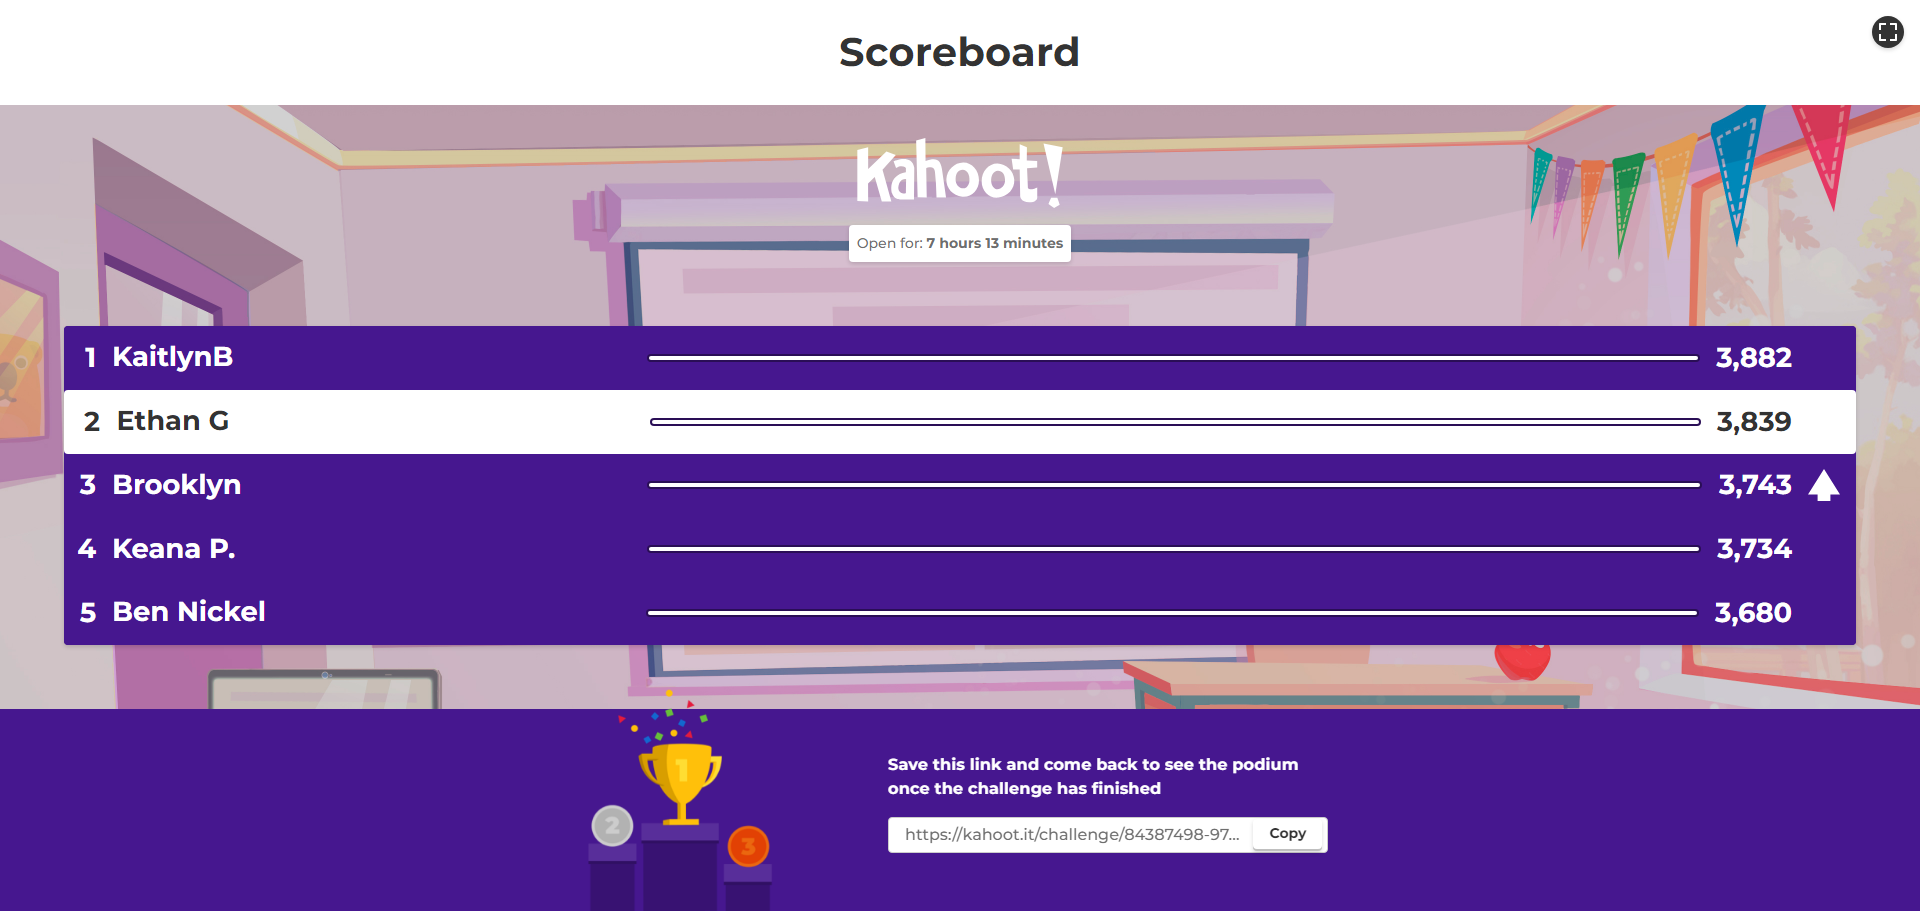 Scoreboard
Kahoot!
Open for: 7 hours 13 minutes
1 KaitlynB 3,882
2 Ethan G 3,839
3 Brooklyn 3,743
4 Keana P. 3,734
5 Ben Nickel 3,680
1
2
3
Save this link and come back to see the podium
once the challenge has finished
https://kahoot.it/challenge/84387498-97... Copy